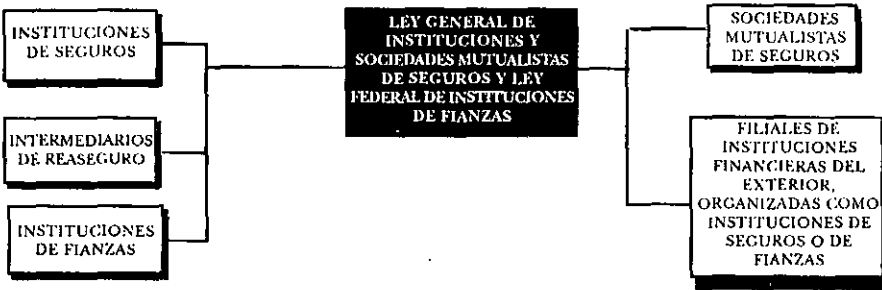 INSTITUCIONES
DE SEGUROS
INTERMEDIARIOS
DE REASEGURO
INSTITUCIONES
DE FIANZAS
LEY GENERAL DE
INSTITUCIONES Y
SOCIEDADES MUTUALISTAS
DE SEGUROS Y LEY
FEDERAL DE INSTITUCIONES
DE FIANZAS
SOCIEDADES
MUTUALISTAS
DE SEGUROS
FILIALES DE
INSTITUCIONES
FINANCIERAS DEL
EXTERIOR,
ORGANIZADAS COMO
INSTITUCIONES DE
SEGUROS O DE
FIANZAS